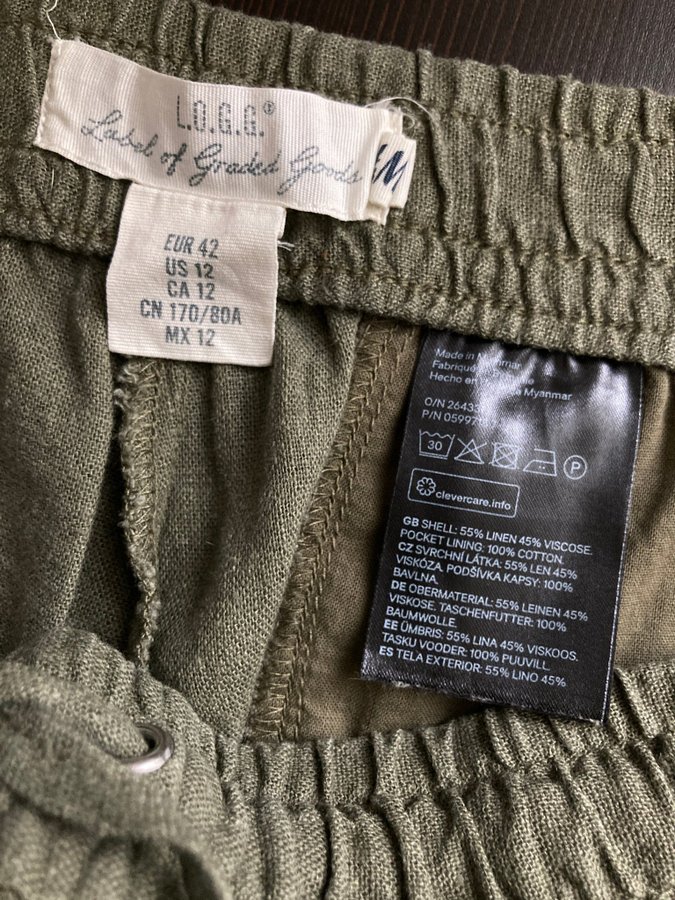 L.O.G.G.®
Label of Graded Goods
EUR 42
US 12
CA 12
CN 170/80A
MX 12
Made in Myanmar
Fabriqué
Hecho en Myanmar
O/N
P/N
30
P
clevercare.info
GB SHELL: 55% LINEN 45% VISCOSE.
POCKET LINING: 100% COTTON.
CZ SVRCHNÍ LÁTKA: 55% LEN 45%
VISKÓZA. PODŠÍVKA KAPSY: 100%
BAVLNA.
DE OBERMATERIAL: 55% LEINEN 45%
VISKOSE. TASCHENFUTTER: 100%
BAUMWOLLE.
EE ÜMBRIS: 55% LINA 45% VISKOOS.
TASKU VOODER: 100% PUUVILL.
ES TELA EXTERIOR: 55% LINO 45%